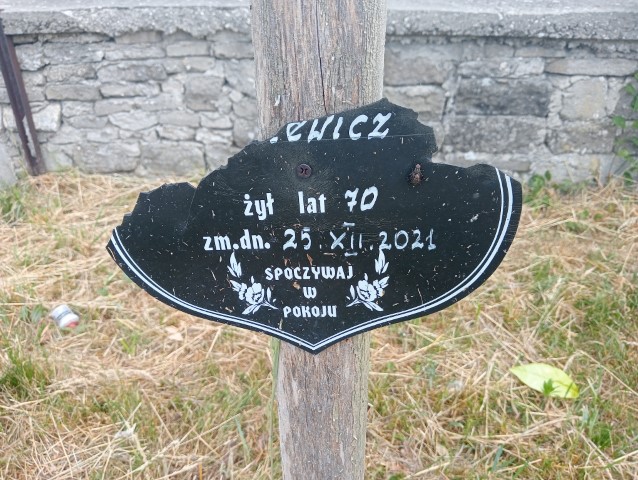 ewicz
żył lat 70
zm.dn. 25 XII 2021
SPOCZYWAJ
W
POKOJU